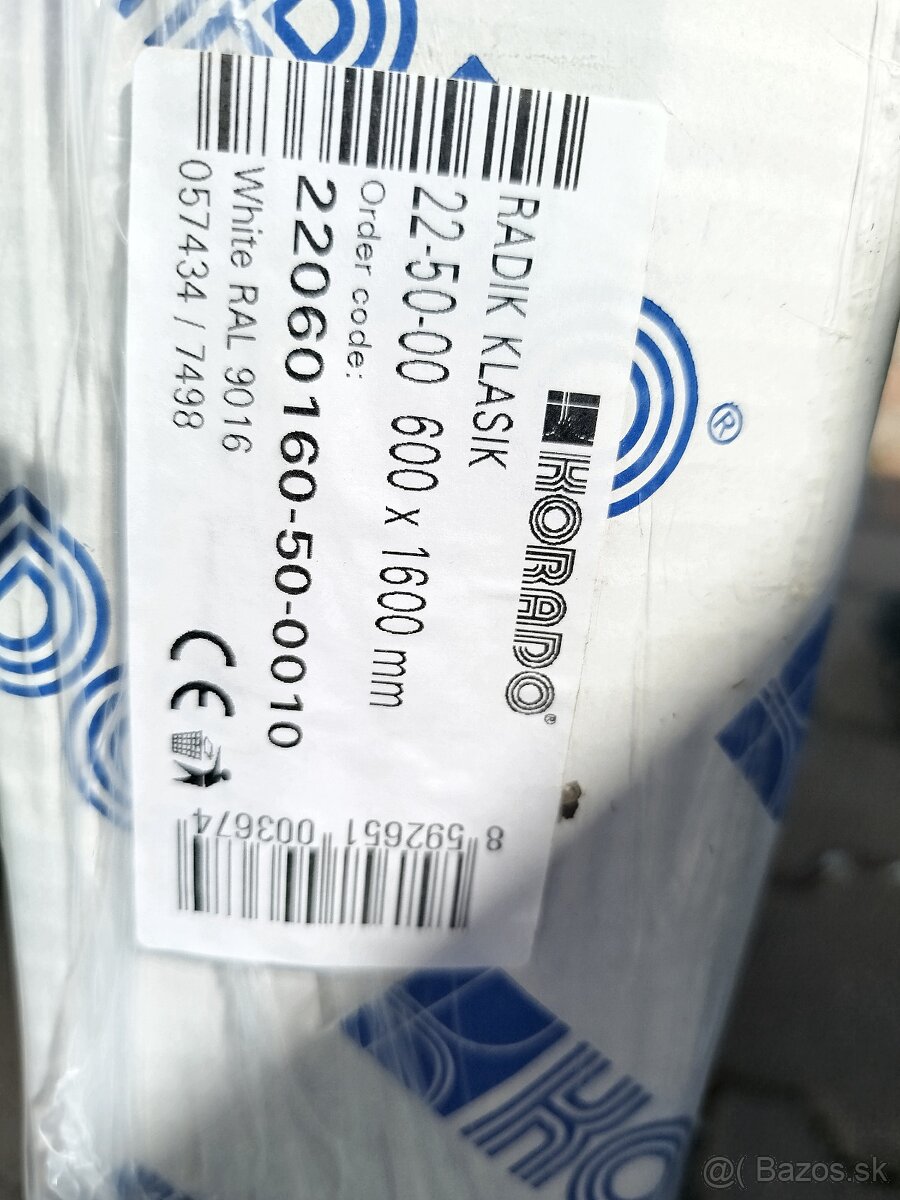 KORADO®
RADIK KLASIK
22-50-00 600 x 1600 mm
Order code:
22060160-50-0010
White RAL 9016
057434 / 7498
CE
8 592651 003674
®
KO
@( Bazos.sk